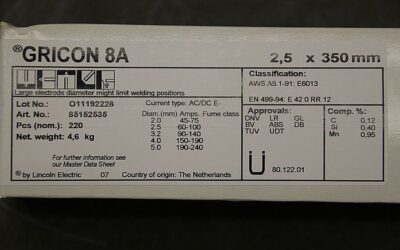 ®GRICON 8A
2,5 x 350 mm
Large electrode diameter might limit welding positions
Classification:
AWS A5.1-91: E6013
EN 499-94: E 42 0 RR 12
Lot No.: O11192228
Art. No.: 85152535
Pcs (nom.): 220
Net. weight: 4,6 kg
For further information see
our Master Data Sheet
Current type: AC/DC E-
Diam.(mm) Amps. Fume class
2.0 45-75
2.5 60-100
3.2 90-140
4.0 150-190
5.0 190-240
Approvals:
DNV LR GL
BV ABS DB
TUV UDT
Ü 80.122.01
Comp. %:
C 0,12
Si 0,40
Mn 0,95
® by Lincoln Electric 07 Country of origin: The Netherlands